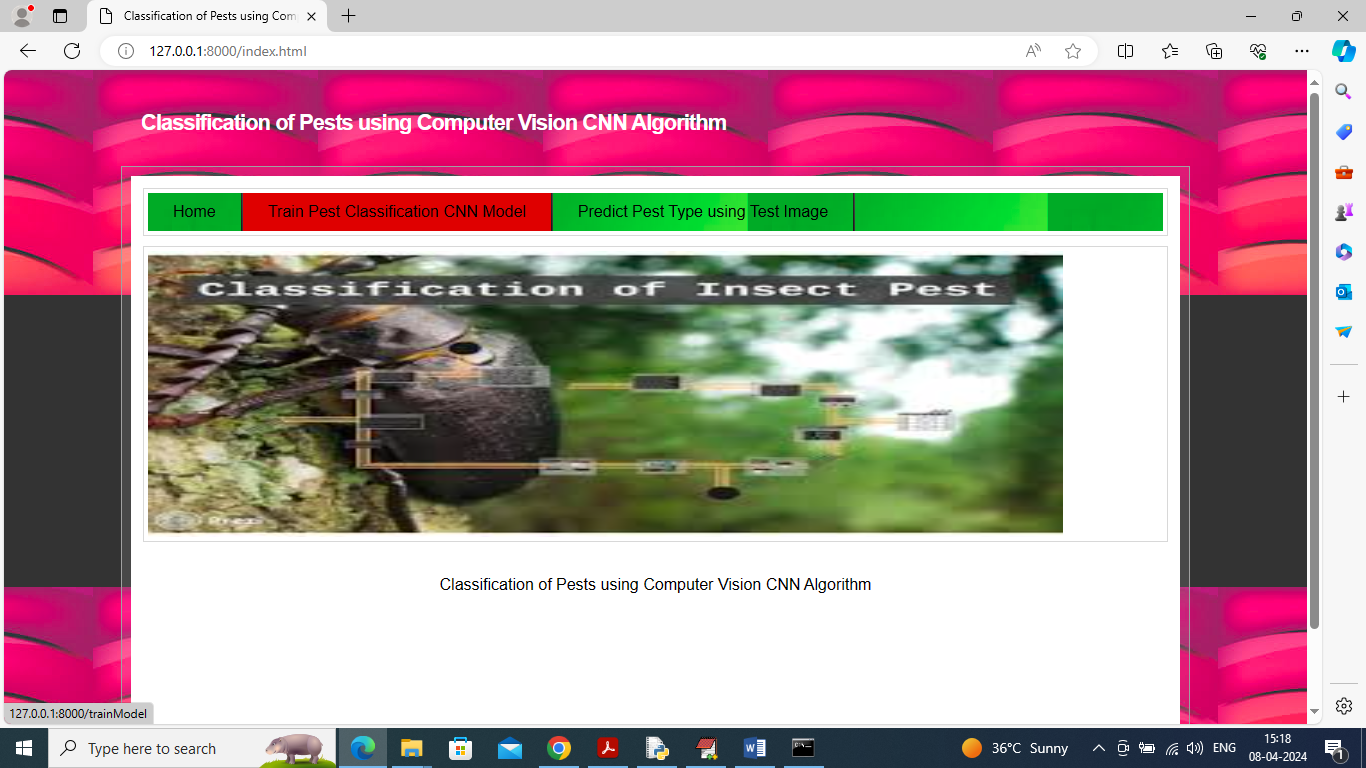 Classification of Pests using Com
127.0.0.1:8000/index.html
Classification of Pests using Computer Vision CNN Algorithm
Home Train Pest Classification CNN Model Predict Pest Type using Test Image
Classification of Insect Pest
Classification of Pests using Computer Vision CNN Algorithm
127.0.0.1:8000/trainModel
Type here to search
36°C Sunny
ENG
15:18
08-04-2024
1